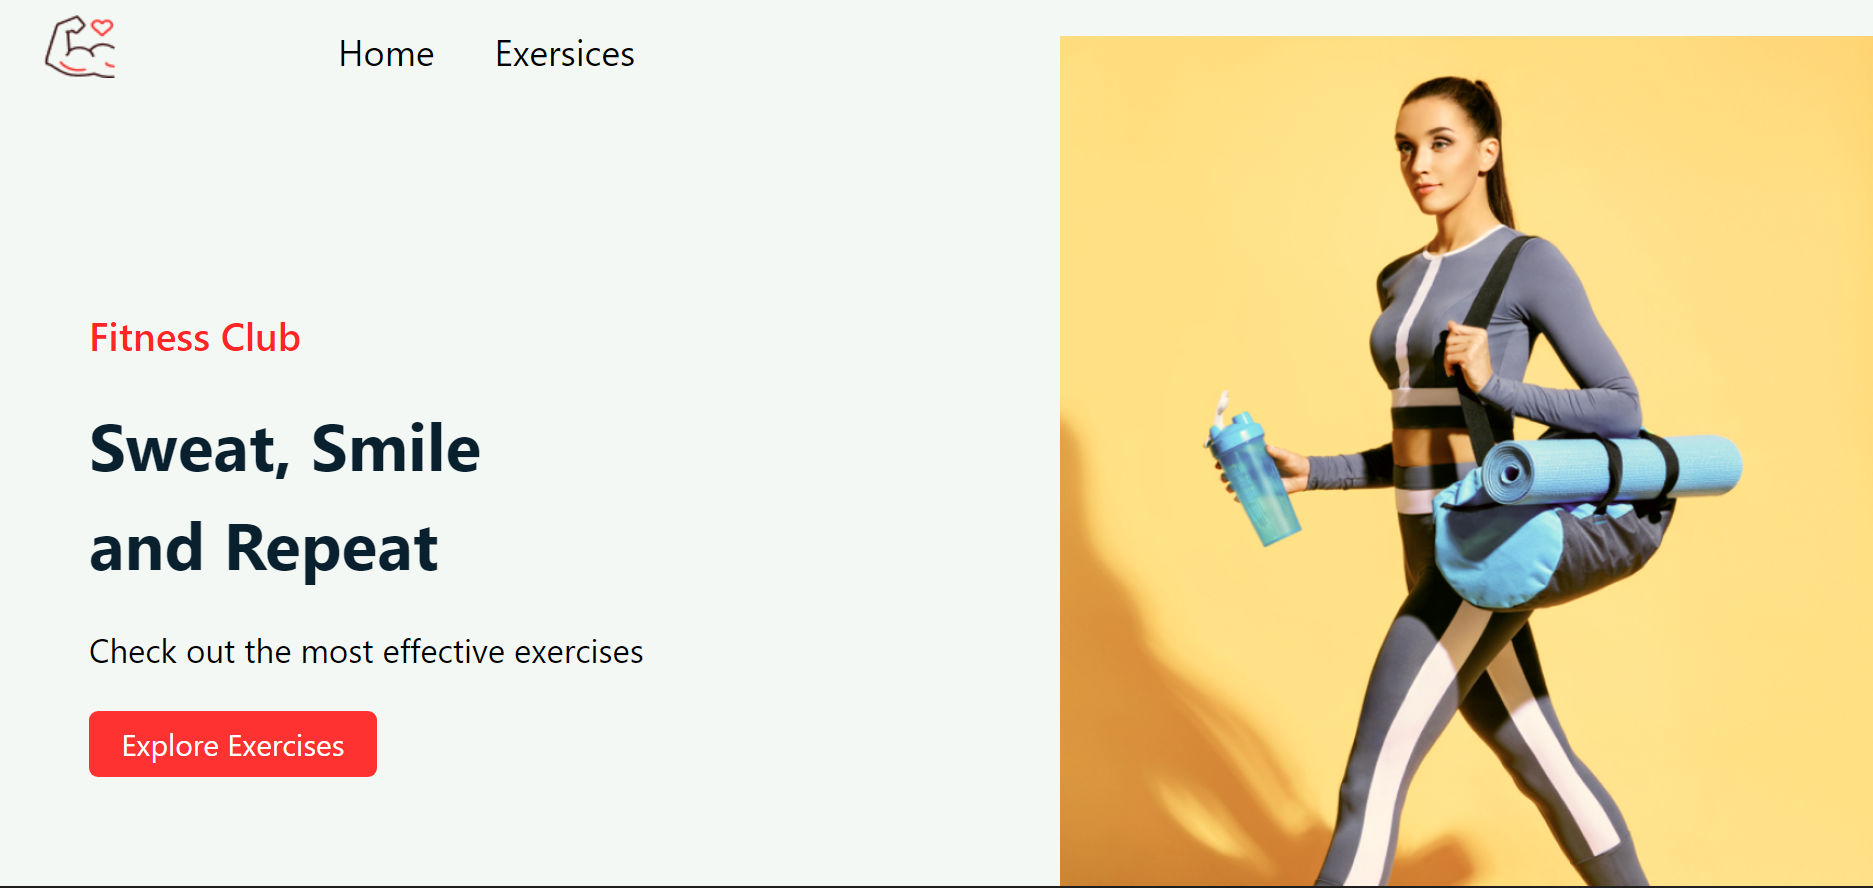 Home Exersices
Fitness Club
Sweat, Smile
and Repeat
Check out the most effective exercises
Explore Exercises